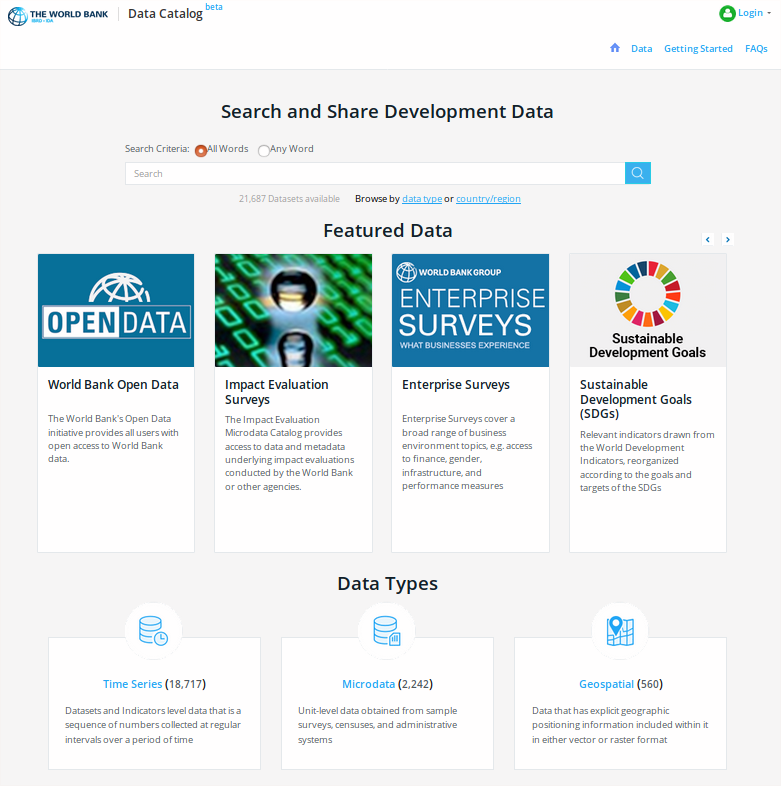 THE WORLD BANK
IBRD • IDA
Data Catalog beta
Login
Data Getting Started FAQs
Search and Share Development Data
Search Criteria: All Words Any Word
Search
21,687 Datasets available Browse by data type or country/region
Featured Data
OPEN DATA
World Bank Open Data
The World Bank's Open Data
initiative provides all users with
open access to World Bank
data.
Impact Evaluation
Surveys
The Impact Evaluation
Microdata Catalog provides
access to data and metadata
underlying impact evaluations
conducted by the World Bank
or other agencies.
WORLD BANK GROUP
ENTERPRISE
SURVEYS
WHAT BUSINESSES EXPERIENCE
Enterprise Surveys
Enterprise Surveys cover a
broad range of business
environment topics, e.g. access
to finance, gender,
infrastructure, and
performance measures
Sustainable
Development Goals
Sustainable
Development Goals
(SDGs)
Relevant indicators drawn from
the World Development
Indicators, reorganized
according to the goals and
targets of the SDGs
Data Types
Time Series (18,717)
Datasets and Indicators level data that is a
sequence of numbers collected at regular
intervals over a period of time
Microdata (2,242)
Unit-level data obtained from sample
surveys, censuses, and administrative
systems
Geospatial (560)
Data that has explicit geographic
positioning information included within it
in either vector or raster format